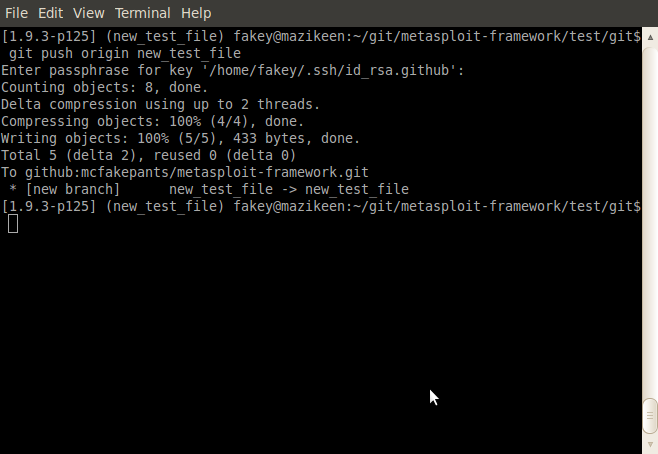 File Edit View Terminal Help
[1.9.3-p125] (new_test_file) fakey@mazikeen:~/git/metasploit-framework/test/git$
git push origin new_test_file
Enter passphrase for key '/home/fakey/.ssh/id_rsa.github':
Counting objects: 8, done.
Delta compression using up to 2 threads.
Compressing objects: 100% (4/4), done.
Writing objects: 100% (5/5), 433 bytes, done.
Total 5 (delta 2), reused 0 (delta 0)
To github:mcfakepants/metasploit-framework.git
 * [new branch]      new_test_file -> new_test_file
[1.9.3-p125] (new_test_file) fakey@mazikeen:~/git/metasploit-framework/test/git$